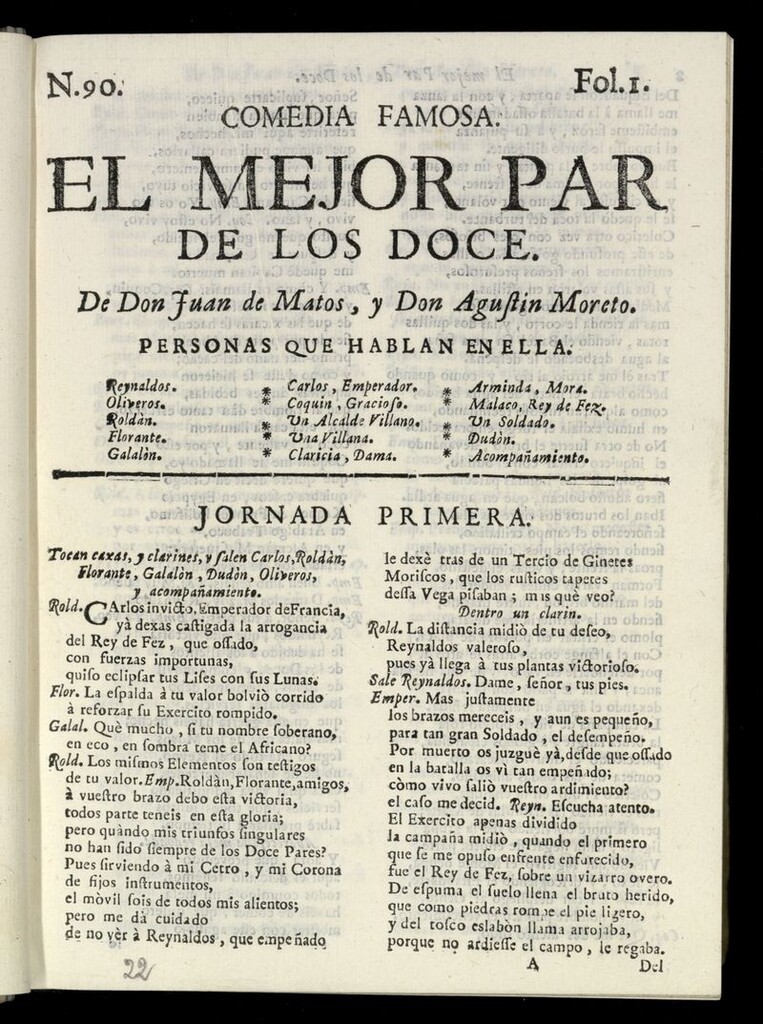 N.90.
Fol.1.
COMEDIA FAMOSA.
EL MEJOR PAR
DE LOS DOCE.
De Don Juan de Matos, y Don Aguſtin Moreto.
PERSONAS QUE HABLAN EN ELLA.
Reynaldos. * Carlos, Emperador. * Arminda, Mora.
Oliveros. * Coquin, Gracioſo. * Malaco, Rey de Fez.
Roldàn. * Un Alcalde Villano. * Un Soldado.
Florante. * Una Villana. * Dudòn.
Galalòn. * Claricia, Dama. * Acompañamiento.
JORNADA PRIMERA.
Tocan caxas, y clarines, y ſalen Carlos, Roldàn,
Florante, Galalòn, Dudòn, Oliveros,
y acompañamiento.
Rold. CArlos invicto, Emperador de Francia,
yà dexas caſtigada la arrogancia
del Rey de Fez, que oſado,
con fuerzas importunas,
quiſo eclipſar tus Liſes con ſus Lunas.
Flor. La eſpalda à tu valor bolviò corrido
à reforzar ſu Exercito rompido.
Galal. Què mucho, ſi tu nombre ſoberano,
en eco, en ſombra teme el Africano?
Rold. Los miſmos Elementos ſon teſtigos
de tu valor. Emp. Roldàn, Florante, amigos,
à vueſtro brazo debo eſta victoria,
todos parte teneis en eſta gloria;
pero quàndo mis triunfos ſingulares
no han ſido ſiempre de los Doce Pares?
Pues ſirviendo à mi Cetro, y mi Corona
de fijos inſtrumentos,
el mòvil ſois de todos mis alientos;
pero me dà cuidado
de no vèr à Reynaldos, que empeñado
le dexè tras de un Tercio de Ginetes
Moriſcos, que los ruſticos tapetes
deſſa Vega piſaban; mas què veo?
Dentro un clarin.
Rold. La diſtancia midiò de tu deſeo,
Reynaldos valeroſo,
pues yà llega à tus plantas victorioſo.
Sale Reynaldos. Dame, ſeñor, tus pies.
Emper. Mas juſtamente
los brazos mereceis, y aun es pequeño,
para tan gran Soldado, el deſempeño.
Por muerto os juzguè yà, deſde que oſado
en la batalla os vì tan empeñado;
còmo vivo ſaliò vueſtro ardimiento?
el caſo me decid. Reyn. Eſcucha atento.
El Exercito apenas dividido
la campaña midiò, quando el primero
que ſe me opuſo enfrente enfurecido,
fue el Rey de Fez, ſobre un vizarro overo.
De eſpuma el ſuelo llena el bruto herido,
que como piedras rompe el pie ligero,
y del toſco eslabòn llama arrojaba,
porque no ardieſſe el campo, le regaba.
A
Del
22